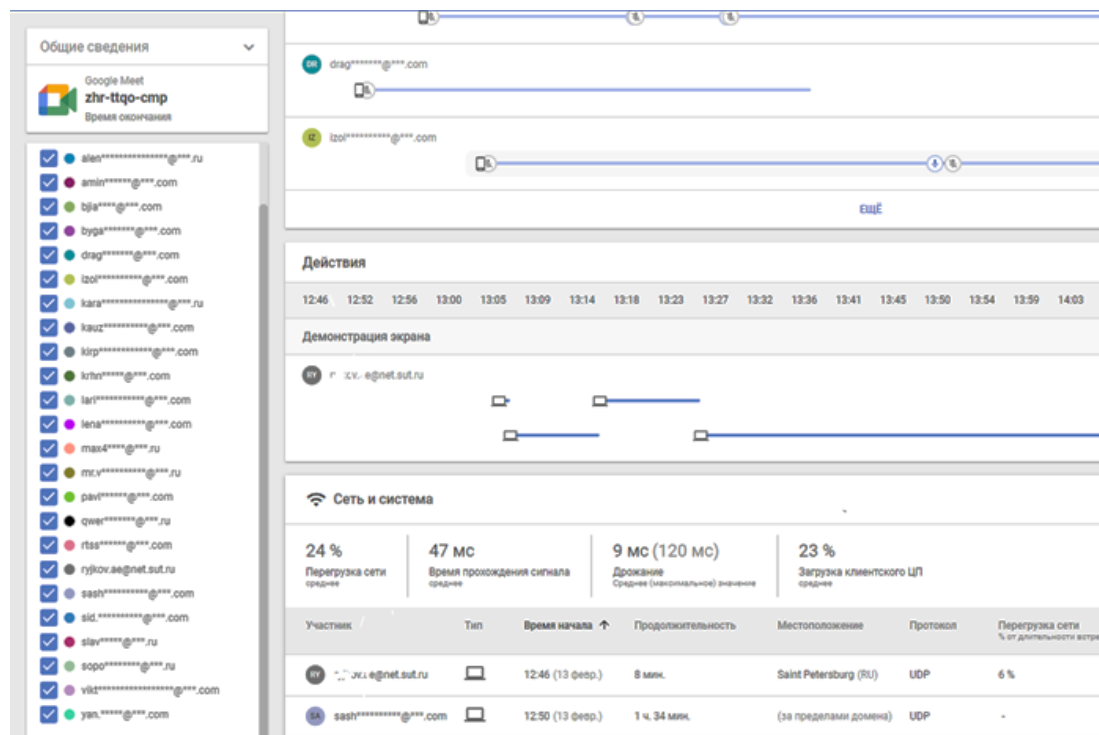 Общие сведения
Google Meet
zhr-ttqo-cmp
Время окончания
alen***************@***.ru
amin******@***.com
bjia****@***.com
byga*******@***.com
drag*******@***.com
izol**********@***.com
kara***************@***.ru
kauz**********@***.com
kirp************@***.com
krhn*****@***.com
lari***********@***.com
lena***********@***.com
max4****@***.ru
mr.v**********@***.ru
pavl******@***.com
qwer*******@***.ru
rtss******@***.com
ryjkov.ae@net.sut.ru
sash**********@***.com
sid.**********@***.com
slav*****@***.ru
sopo********@***.ru
vikt*****************@***.com
yan.*****@***.com
DR drag*******@***.com
IZ izol**********@***.com
ЕЩЁ
Действия
12:46 12:52 12:56 13:00 13:05 13:09 13:14 13:18 13:23 13:27 13:32 13:36 13:41 13:45 13:50 13:54 13:59 14:03
Демонстрация экрана
RY e@net.sut.ru
Сеть и система
24 % 47 мс 9 мс (120 мс) 23 %
Перегрузка сети Время прохождения сигнала Дрожание Загрузка клиентского ЦП
среднее среднее Среднее (максимальное) значение среднее
Участник Тип Время начала Продолжительность Местоположение Протокол Перегрузка сети
% от длительности встре
RY e@net.sut.ru 12:46 (13 февр.) 8 мин. Saint Petersburg (RU) UDP 6 %
SA sash**********@***.com 12:50 (13 февр.) 1 ч. 34 мин. (за пределами домена) UDP -